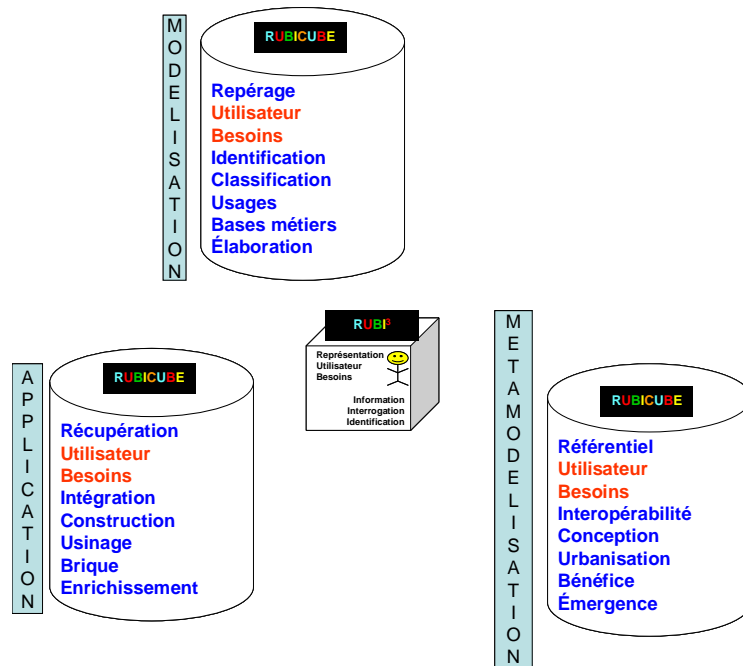 MODELISATION
RUBICUBE
Repérage
Utilisateur
Besoins
Identification
Classification
Usages
Bases métiers
Élaboration
APPLICATION
RUBICUBE
Récupération
Utilisateur
Besoins
Intégration
Construction
Usinage
Brique
Enrichissement
RUBI³
Représentation
Utilisateur
Besoins
Information
Interrogation
Identification
METAMODELISATION
RUBICUBE
Référentiel
Utilisateur
Besoins
Interopérabilité
Conception
Urbanisation
Bénéfice
Émergence